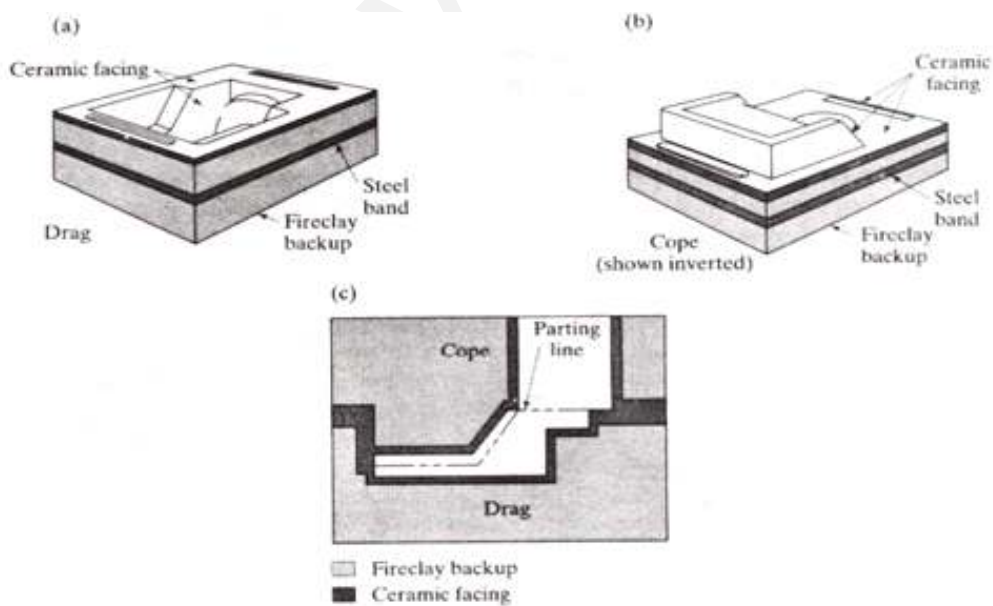 (a)
Ceramic facing
Steel
band
Fireclay
backup
Drag
(b)
Ceramic
facing
Steel
band
Fireclay
backup
Cope
(shown inverted)
(c)
Parting
line
Cope
Drag
Fireclay backup
Ceramic facing